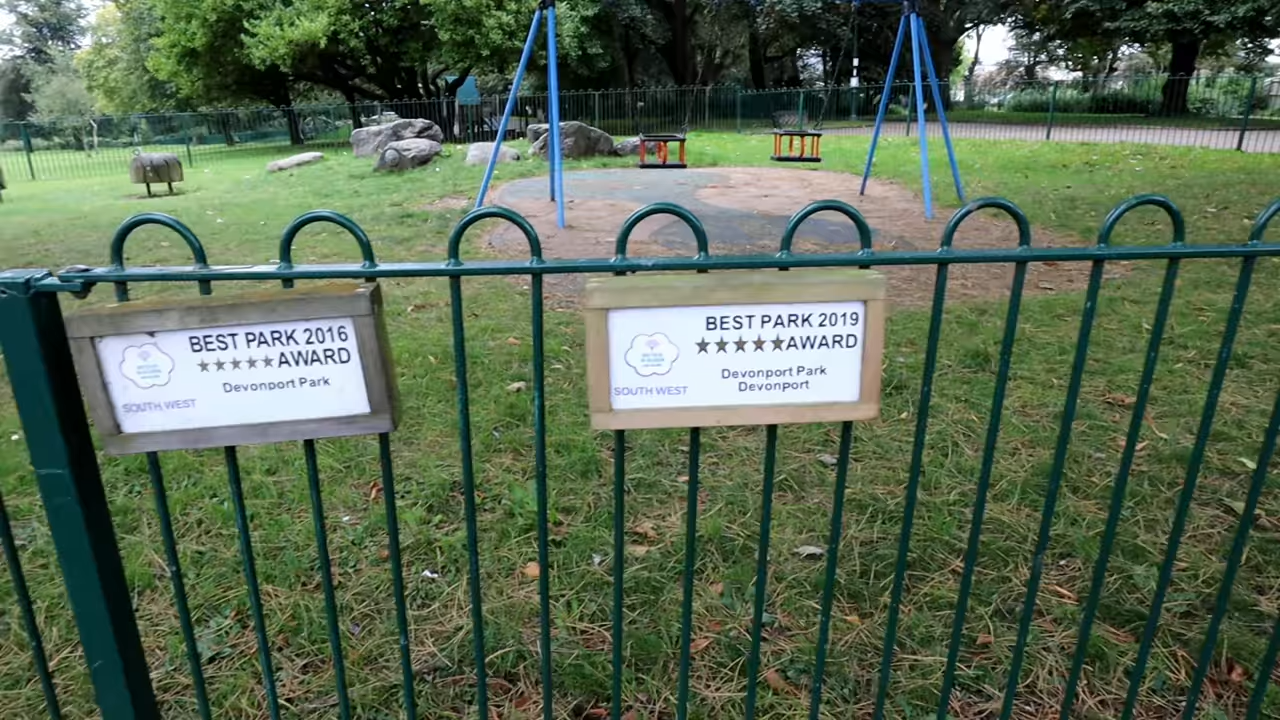 BEST PARK 2016
★★★★★AWARD
Devonport Park
SOUTH WEST
BEST PARK 2019
★★★★★AWARD
Devonport Park
Devonport
SOUTH WEST